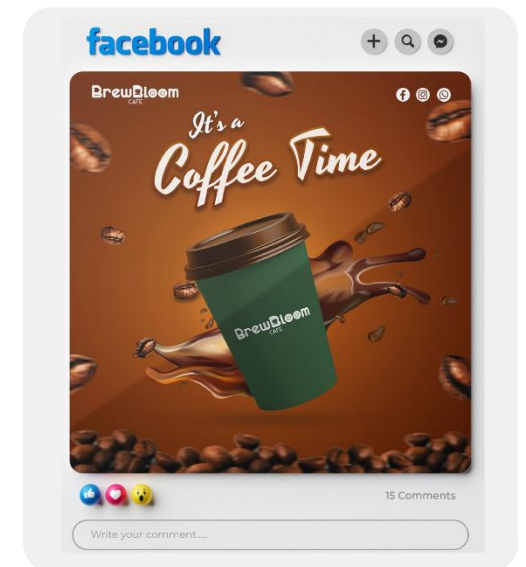 facebook
BrewBloom
CAFE
It's a
Coffee Time
BrewBloom
CAFE
15 Comments
Write your comment.....